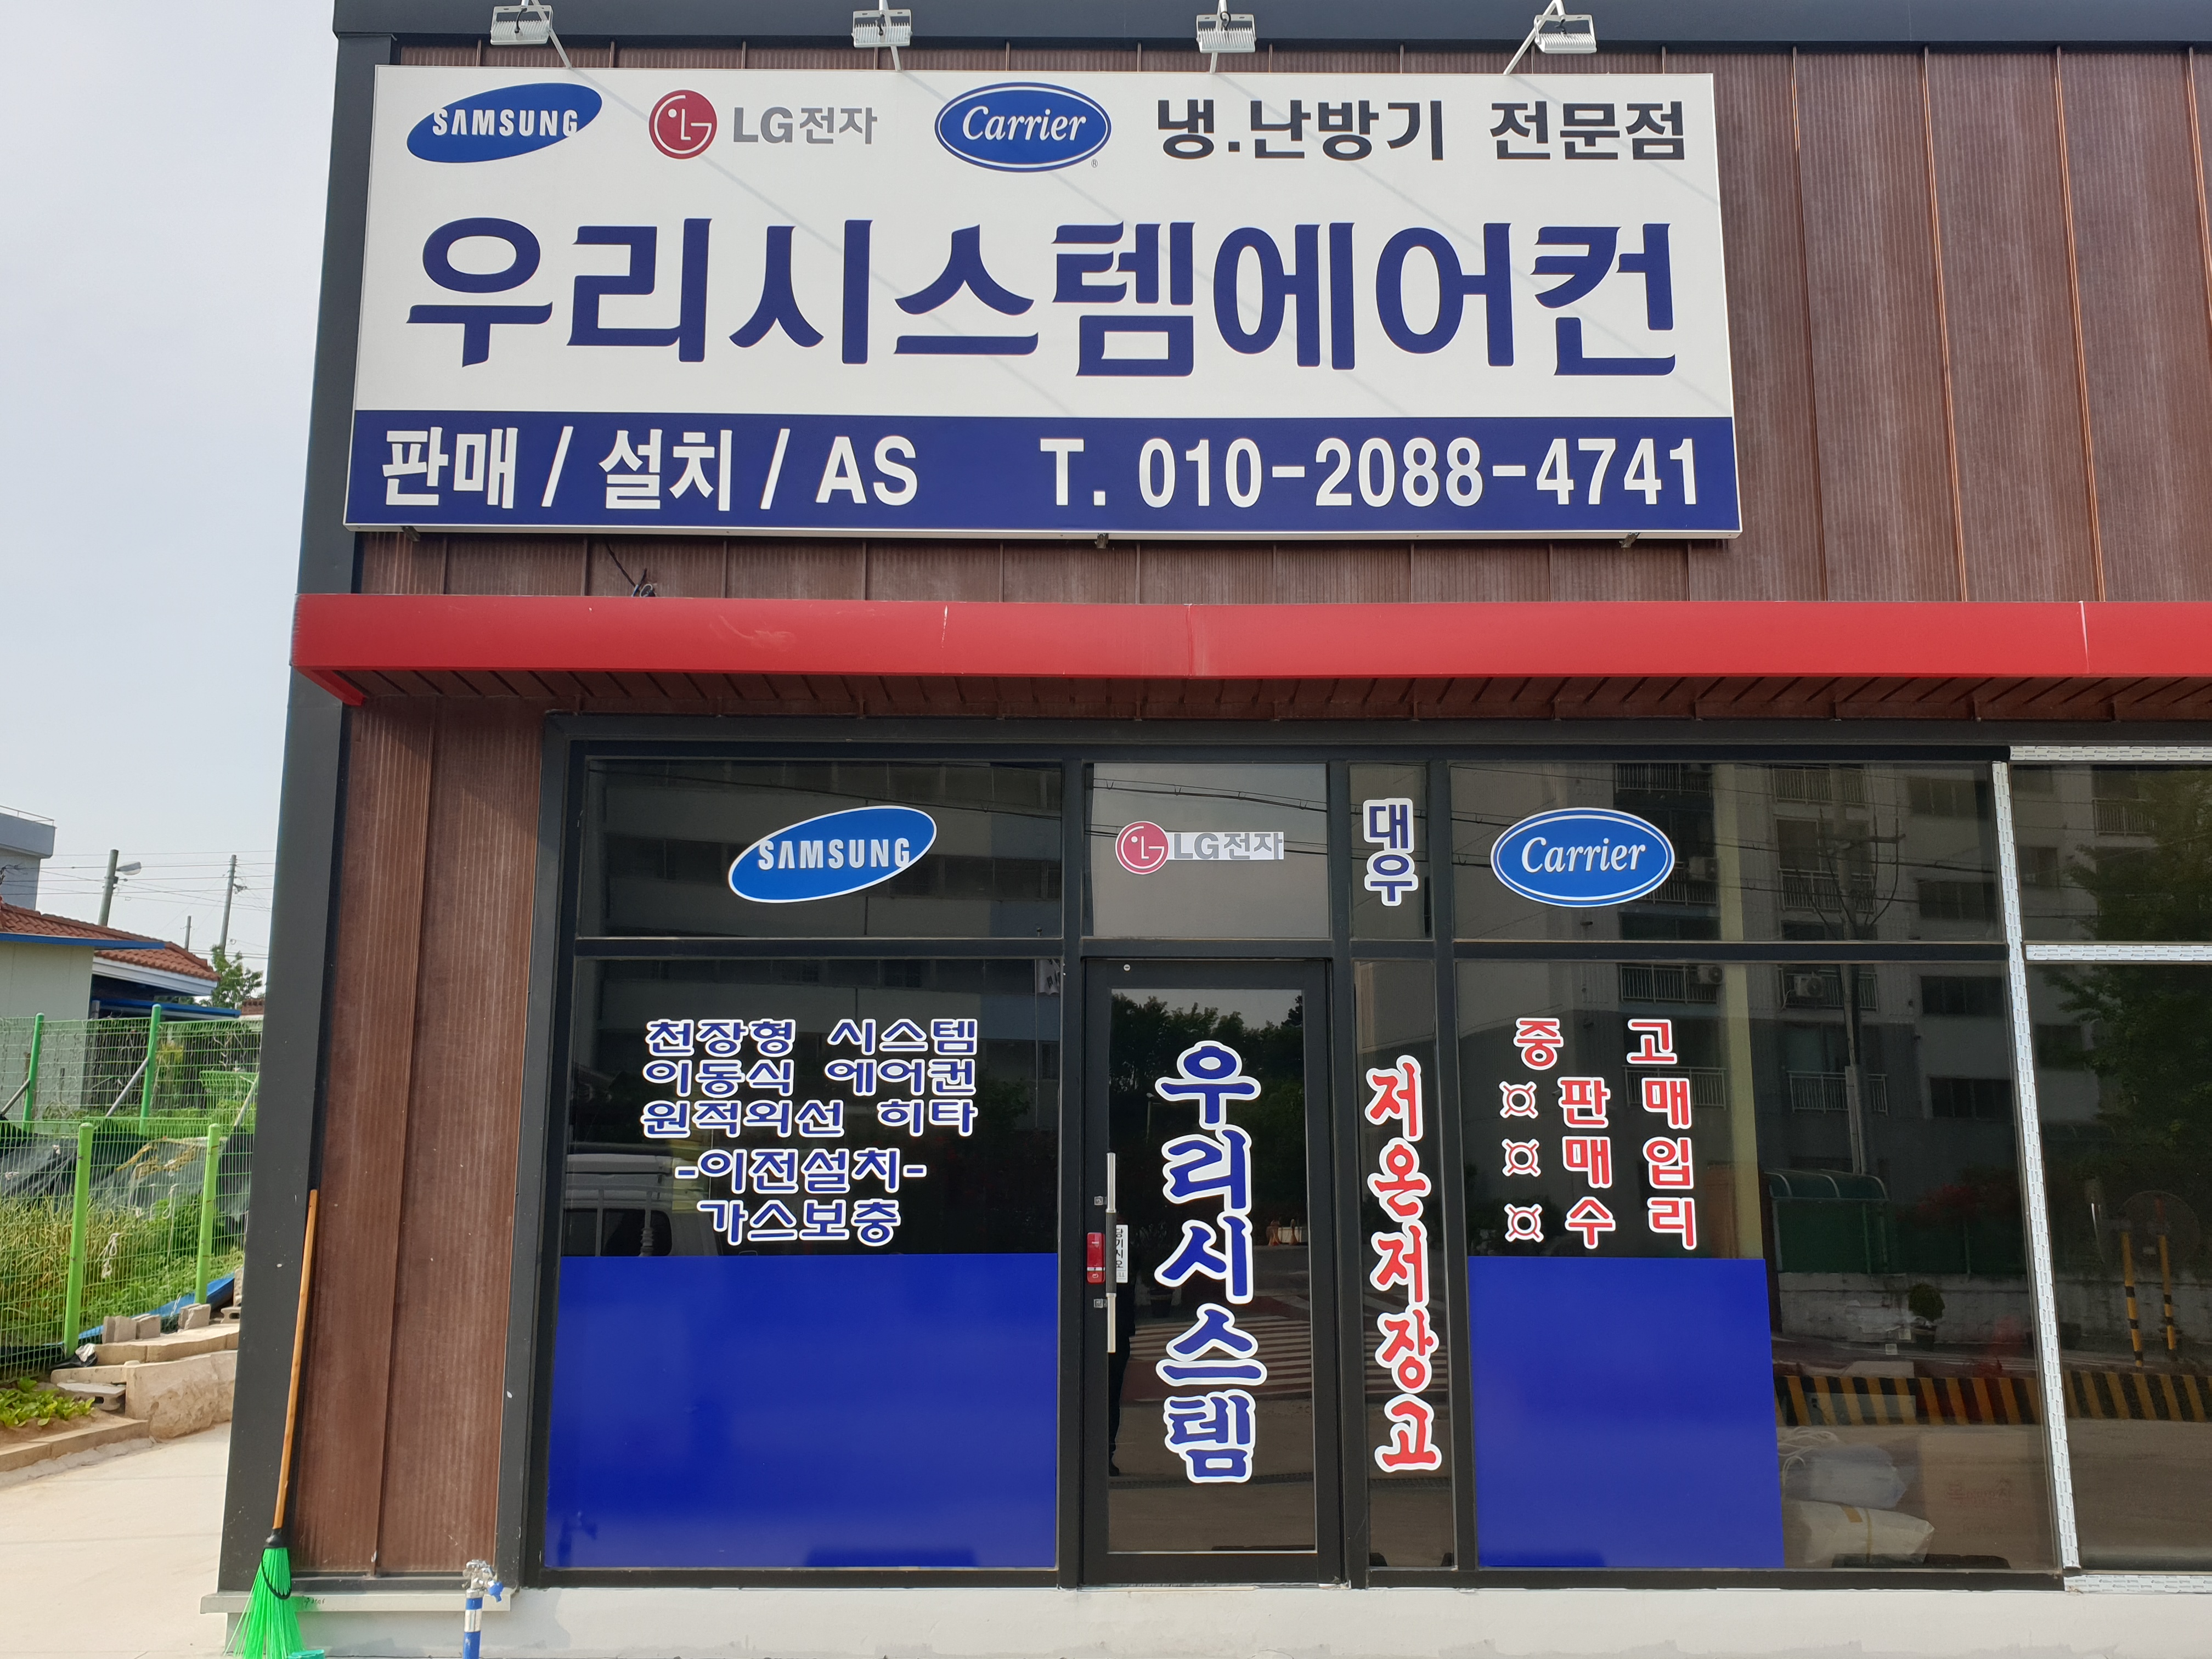 SAMSUNG LG전자 Carrier 냉.난방기 전문점
우리시스템에어컨
판매 / 설치 / AS T. 010-2088-4741
SAMSUNG
LG전자
대우
Carrier
천장형 시스템
이동식 에어컨
원적외선 히타
-이전설치-
가스보충
우리시스템
저온저장고
중고
¤판매
¤매입
¤수리
당기시오